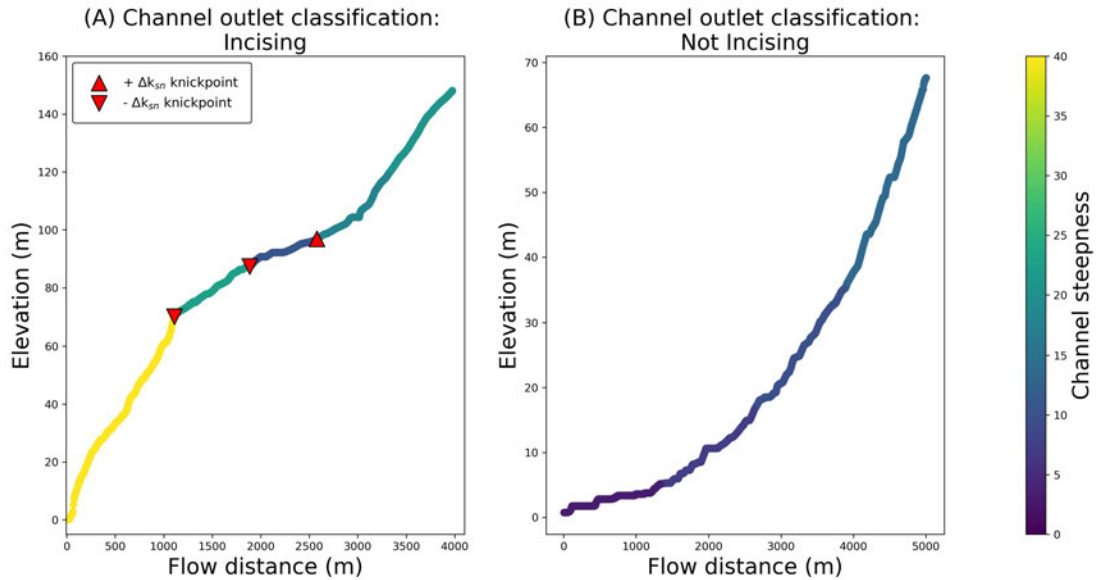 (A) Channel outlet classification:
Incising
160
140
120
100
80
60
40
20
0
Elevation (m)
+ Δksn knickpoint
- Δksn knickpoint
0 500 1000 1500 2000 2500 3000 3500 4000
Flow distance (m)
(B) Channel outlet classification:
Not Incising
70
60
50
40
30
20
10
0
Elevation (m)
0 1000 2000 3000 4000 5000
Flow distance (m)
40
35
30
25
20
15
10
5
0
Channel steepness